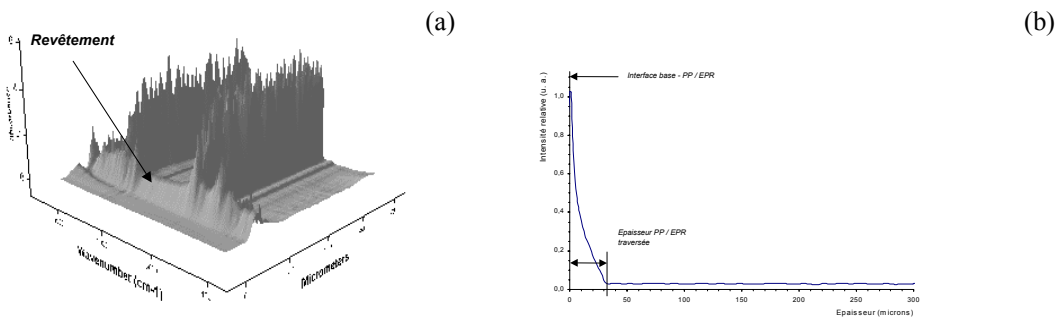 (a)
Revêtement
Wavenumber (cm-1)
Micrometers
(b)
Interface base - PP / EPR
Intensité relative (u. a.)
1,0
0,8
0,6
0,4
0,2
0,0
Epaisseur PP / EPR
traversée
0
50
100
150
200
250
300
Epaisseur (microns)